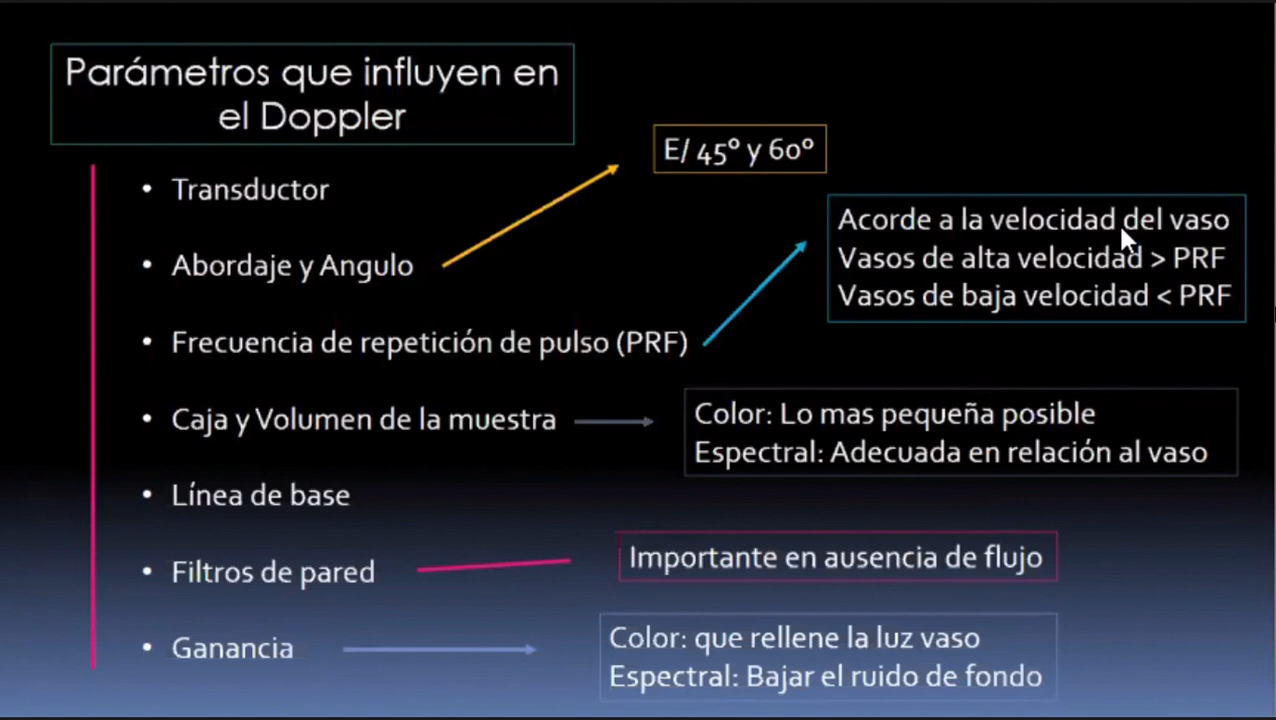 Parámetros que influyen en
el Doppler
E/ 45º y 60º
• Transductor
Acorde a la velocidad del vaso
Vasos de alta velocidad > PRF
Vasos de baja velocidad < PRF
• Abordaje y Angulo
• Frecuencia de repetición de pulso (PRF)
• Caja y Volumen de la muestra
Color: Lo mas pequeña posible
Espectral: Adecuada en relación al vaso
• Línea de base
• Filtros de pared
Importante en ausencia de flujo
• Ganancia
Color: que rellene la luz vaso
Espectral: Bajar el ruido de fondo